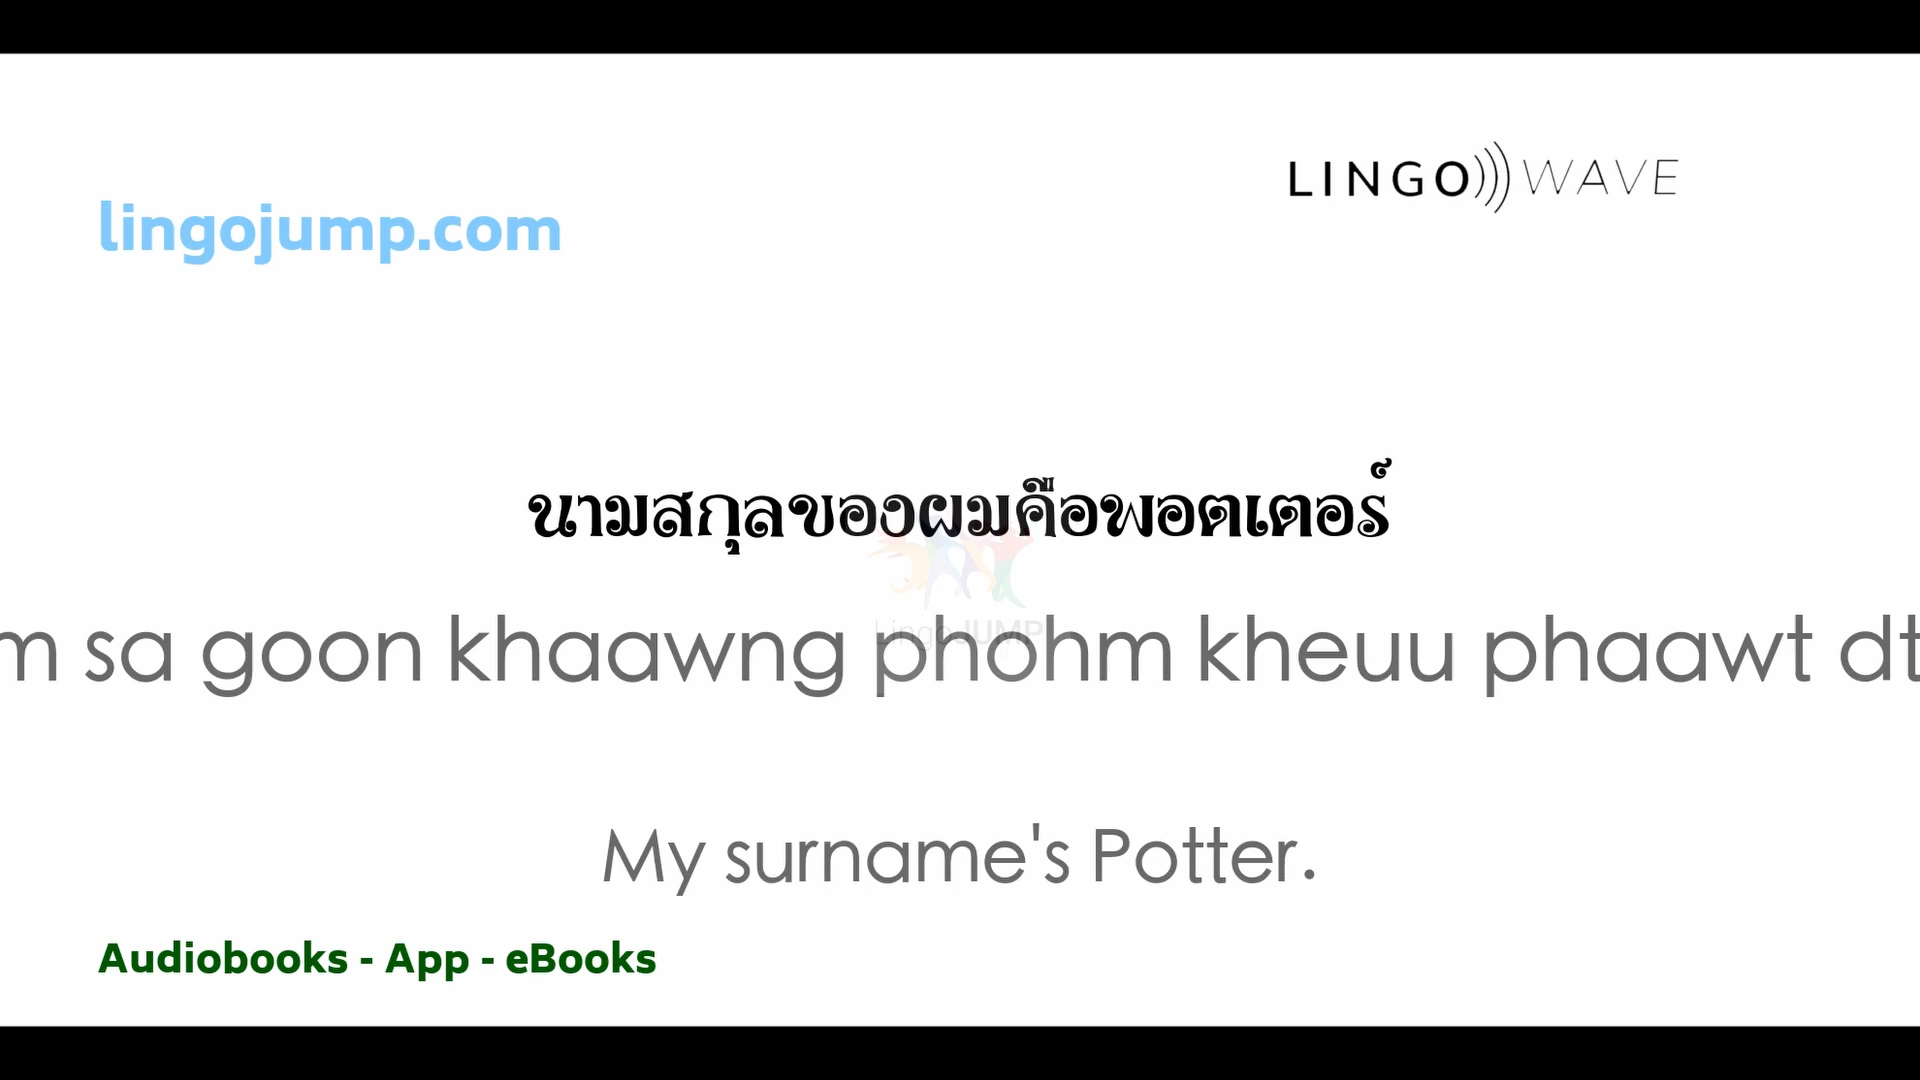 LINGO WAVE
lingojump.com
นามสกุลของผมคือพอตเตอร์
m sa goon khaawng phohm kheuu phaawt dt
LingoJUMP
My surname's Potter.
Audiobooks - App - eBooks